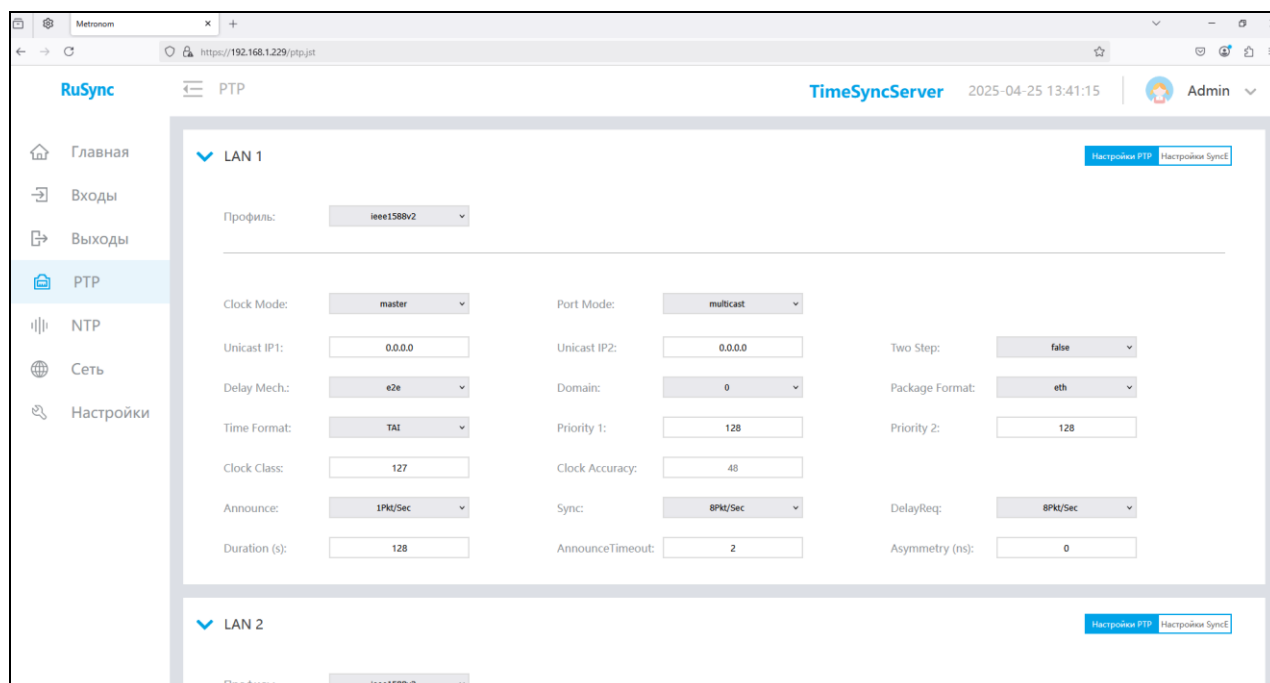 Metronom
https://192.168.1.229/ptp.jst
RuSync
PTP
TimeSyncServer
2025-04-25 13:41:15
Admin
Главная
Входы
Выходы
PTP
NTP
Сеть
Настройки
LAN 1
Настройки PTP Настройки SyncE
Профиль: ieee1588v2
Clock Mode: master Port Mode: multicast
Unicast IP1: 0.0.0.0 Unicast IP2: 0.0.0.0 Two Step: false
Delay Mech.: e2e Domain: 0 Package Format: eth
Time Format: TAI Priority 1: 128 Priority 2: 128
Clock Class: 127 Clock Accuracy: 48
Announce: 1Pkt/Sec Sync: 8Pkt/Sec DelayReq: 8Pkt/Sec
Duration (s): 128 AnnounceTimeout: 2 Asymmetry (ns): 0
LAN 2
Настройки PTP Настройки SyncE